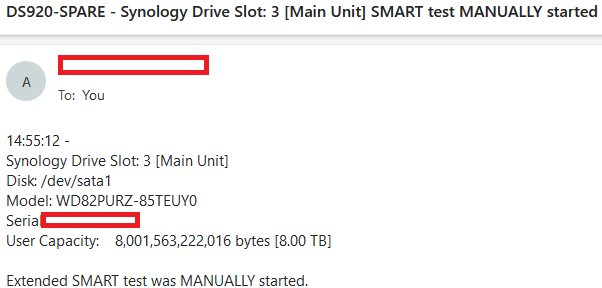 DS920-SPARE - Synology Drive Slot: 3 [Main Unit] SMART test MANUALLY started
A
To: You
14:55:12 -
Synology Drive Slot: 3 [Main Unit]
Disk: /dev/sata1
Model: WD82PURZ-85TEUY0
Serial
User Capacity: 8,001,563,222,016 bytes [8.00 TB]
Extended SMART test was MANUALLY started.